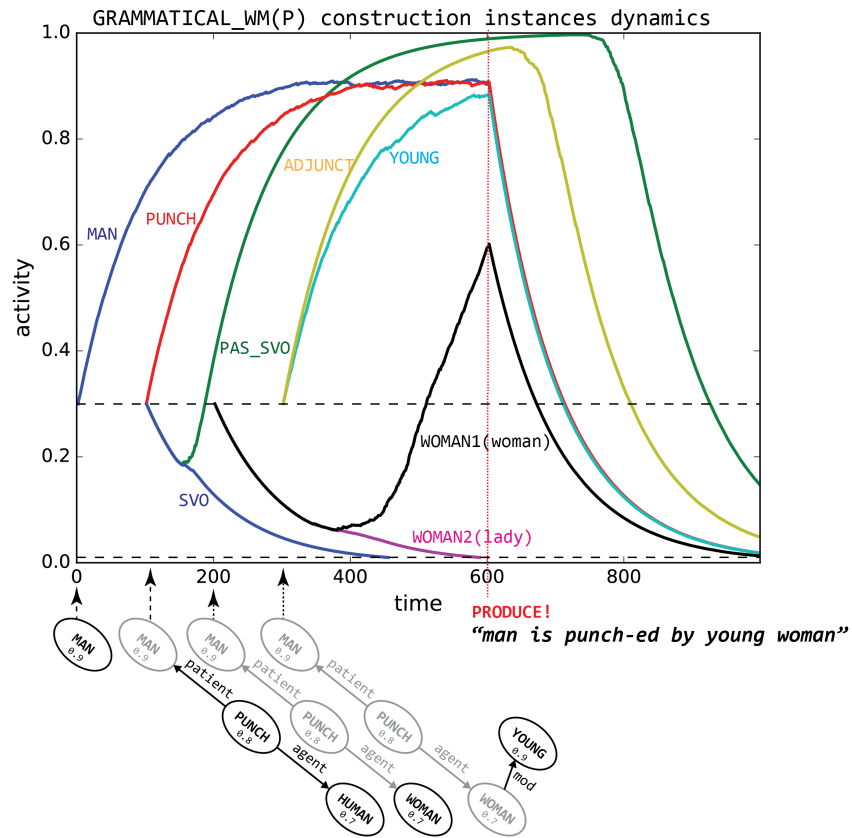 GRAMMATICAL_WM(P) construction instances dynamics
1.0
0.8
0.6
0.4
0.2
0.0
activity
MAN
PUNCH
ADJUNCT
YOUNG
PAS_SVO
WOMAN1(woman)
SVO
WOMAN2(lady)
0
200
400
600
800
time
PRODUCE!
“man is punch-ed by young woman”
MAN
0.9
MAN
0.9
MAN
0.9
MAN
0.9
patient
patient
patient
PUNCH
0.8
PUNCH
0.8
PUNCH
0.8
agent
agent
agent
YOUNG
0.9
mod
HUMAN
0.7
WOMAN
0.7
WOMAN
0.7